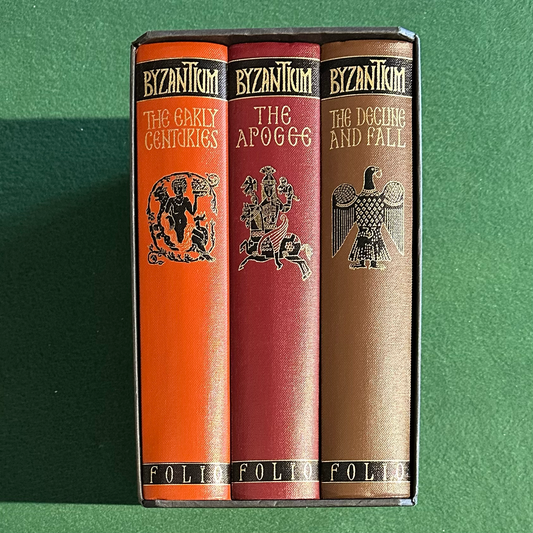 BYZANTIUM
THE EARLY
CENTURIES
FOLIO
BYZANTIUM
THE
APOGEE
FOLIO
BYZANTIUM
THE DECLINE
AND FALL
FOLIO